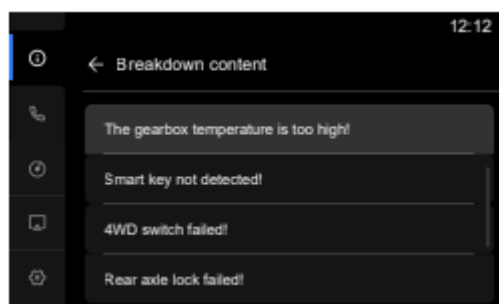 12:12
Breakdown content
The gearbox temperature is too high!
Smart key not detected!
4WD switch failed!
Rear axle lock failed!